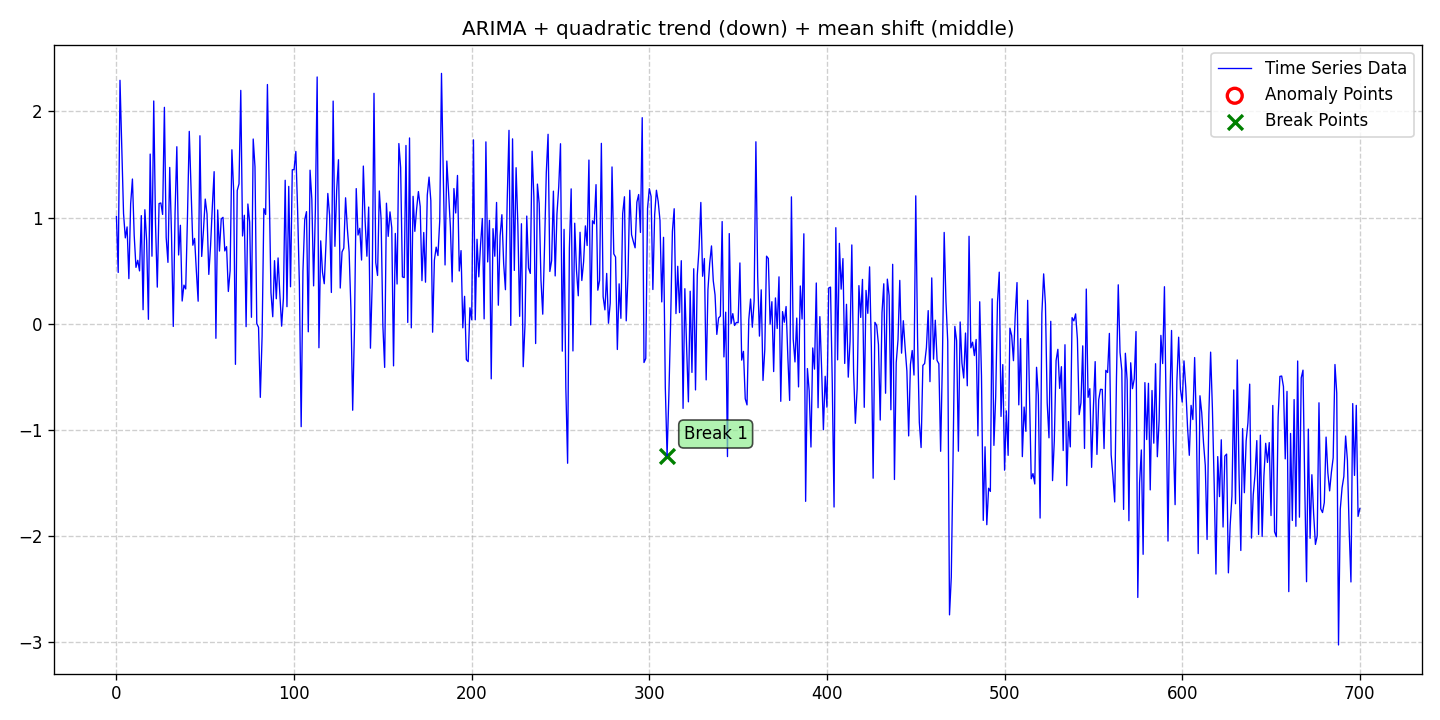 ARIMA + quadratic trend (down) + mean shift (middle)
Time Series Data
Anomaly Points
Break Points
2
1
0
−1
−2
−3
Break 1
0 100 200 300 400 500 600 700